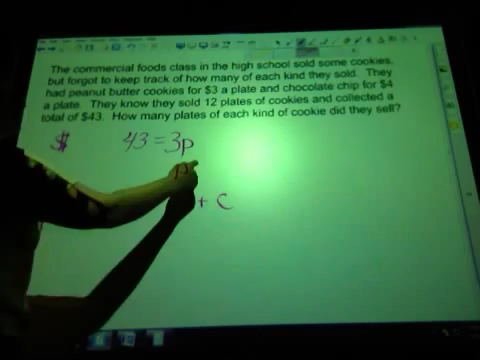 The commercial foods class in the high school sold some cookies,
but forgot to keep track of how many of each kind they sold. They
had peanut butter cookies for $3 a plate and chocolate chip for $4
a plate. They know they sold 12 plates of cookies and collected a
total of $43. How many plates of each kind of cookie did they sell?
$ 43 = 3p
+ C